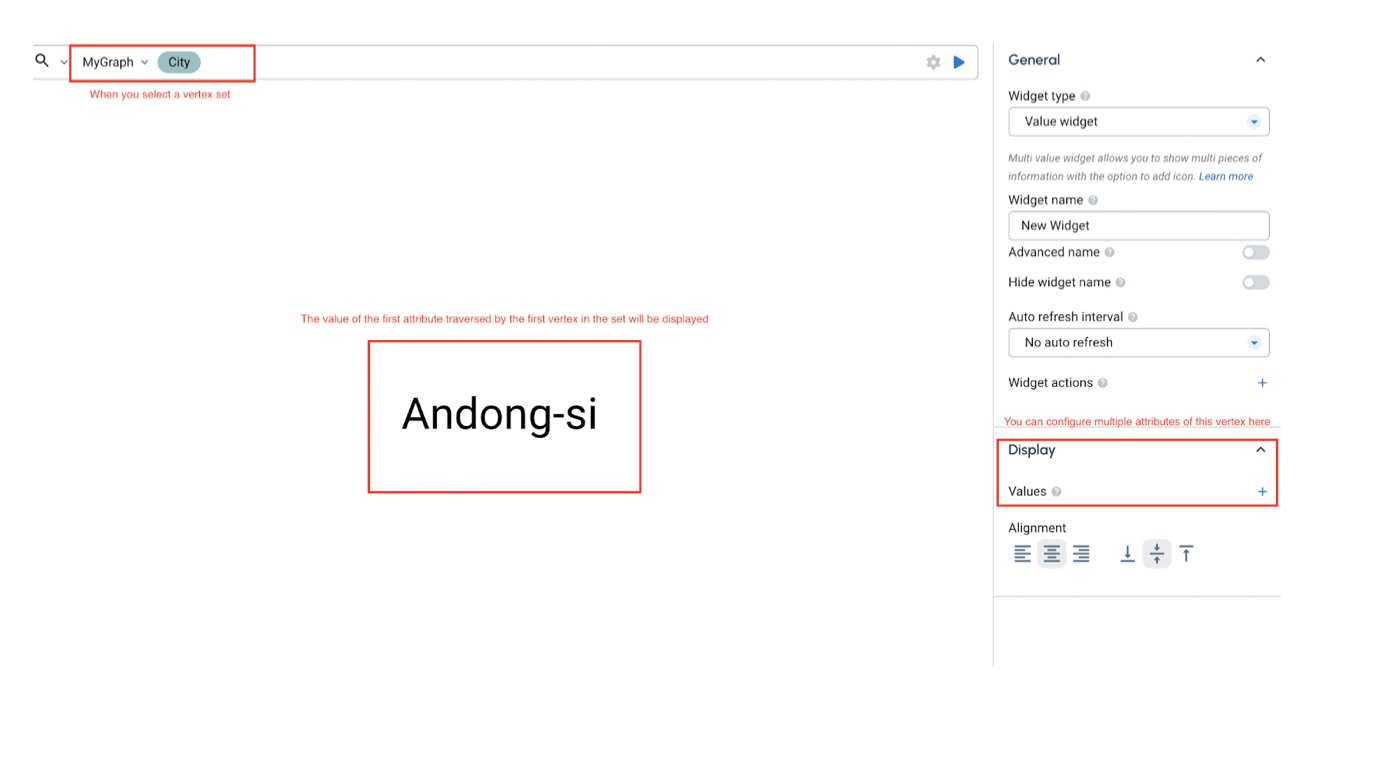 MyGraph City
When you select a vertex set
The value of the first attribute traversed by the first vertex in the set will be displayed
Andong-si
General
Widget type
Value widget
Multi value widget allows you to show multi pieces of
information with the option to add icon. Learn more
Widget name
New Widget
Advanced name
Hide widget name
Auto refresh interval
No auto refresh
Widget actions
You can configure multiple attributes of this vertex here
Display
Values
Alignment